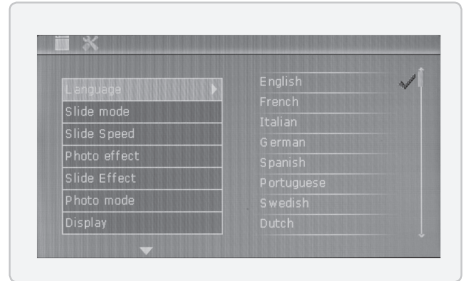 Language
Slide mode
Slide Speed
Photo effect
Slide Effect
Photo mode
Display
English
French
Italian
German
Spanish
Portuguese
Swedish
Dutch